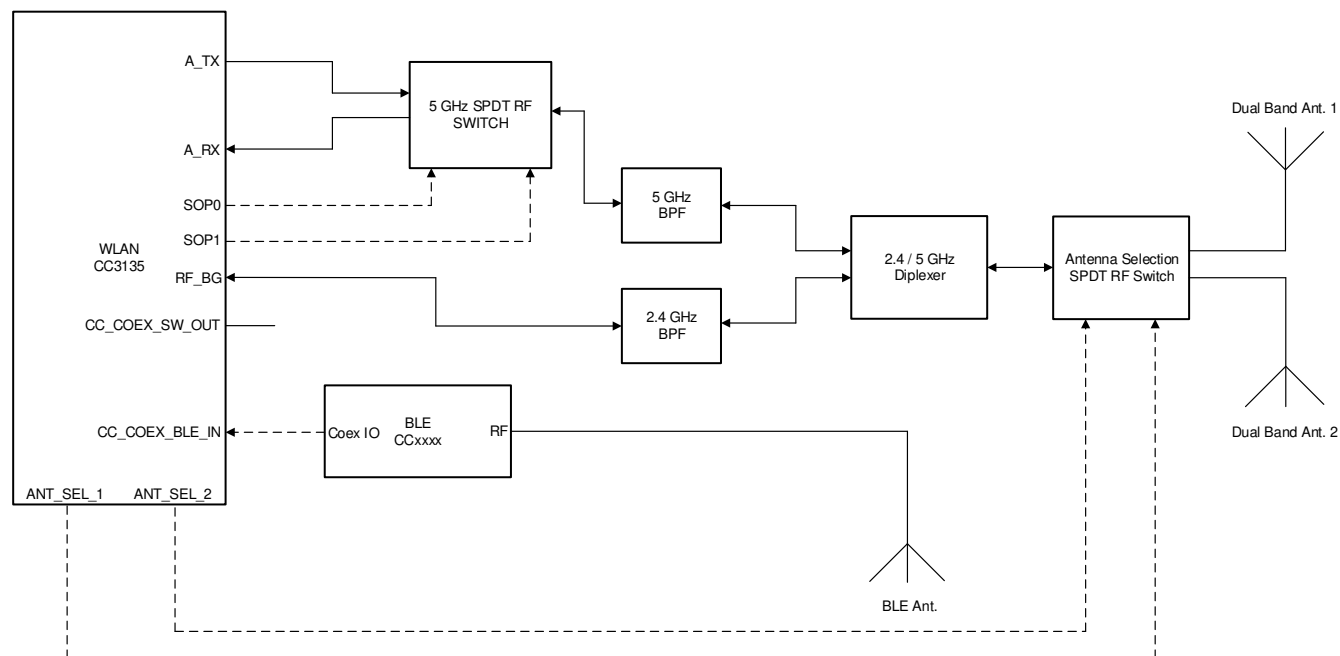 A_TX
A_RX
SOP0
SOP1
WLAN
CC3135
RF_BG
CC_COEX_SW_OUT
CC_COEX_BLE_IN
ANT_SEL_1
ANT_SEL_2
5 GHz SPDT RF
SWITCH
5 GHz
BPF
2.4 GHz
BPF
Coex IO
BLE
CCxxxx
RF
2.4 / 5 GHz
Diplexer
Antenna Selection
SPDT RF Switch
Dual Band Ant. 1
Dual Band Ant. 2
BLE Ant.